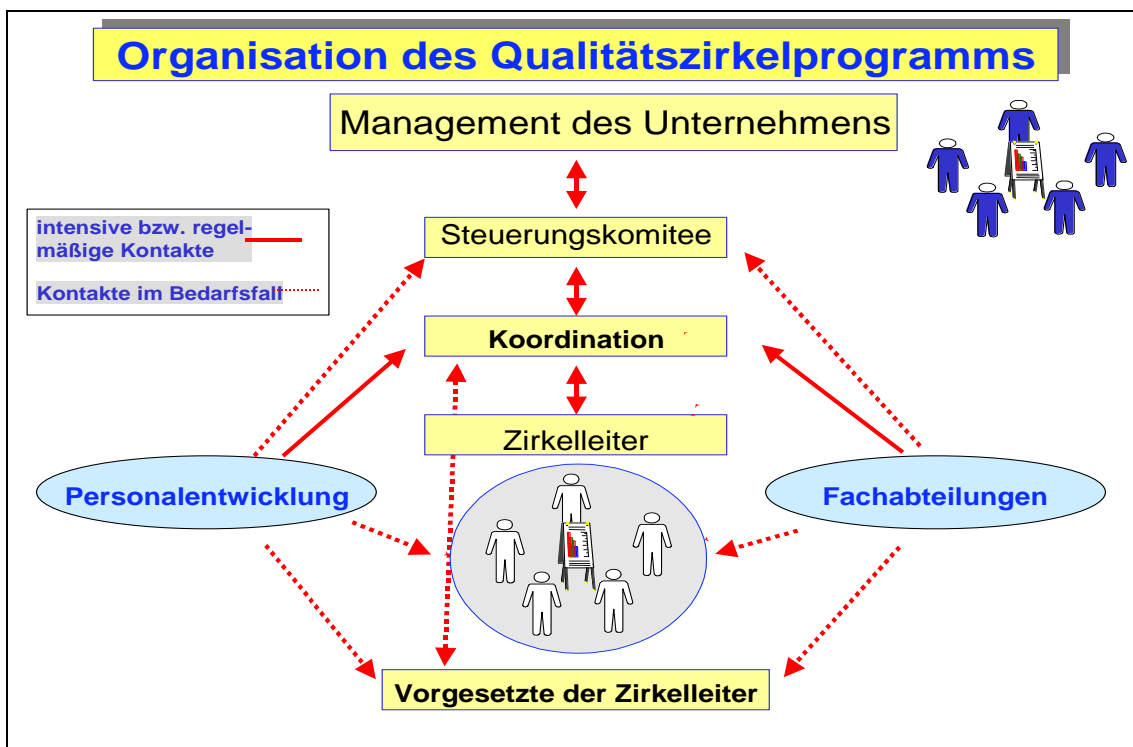 Organisation des Qualitätszirkelprogramms
Management des Unternehmens
intensive bzw. regel-
mäßige Kontakte
Kontakte im Bedarfsfall
Steuerungskomitee
Koordination
Zirkelleiter
Personalentwicklung
Fachabteilungen
Vorgesetzte der Zirkelleiter